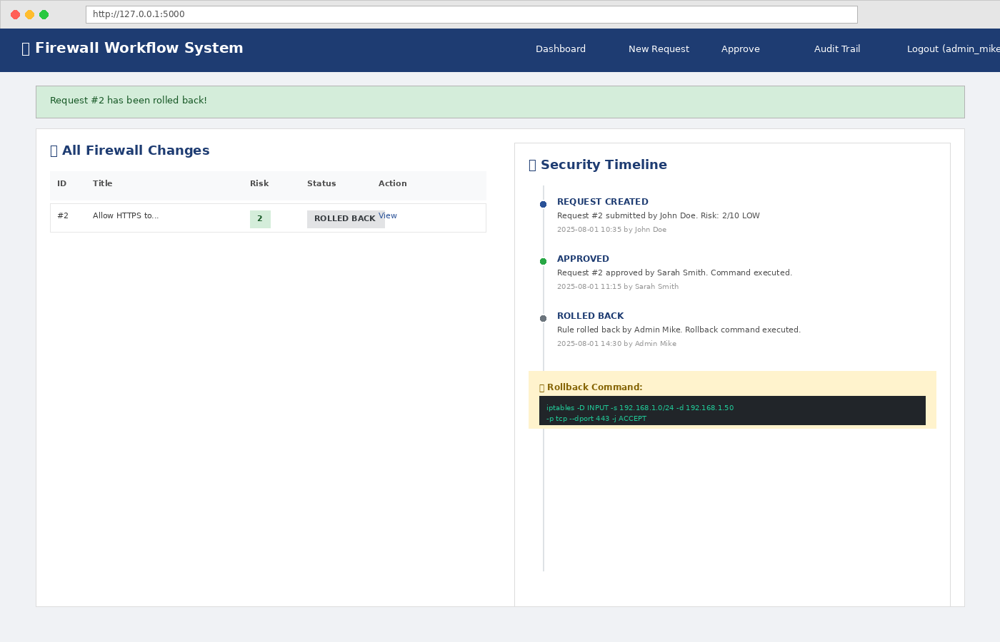 http://127.0.0.1:5000
Firewall Workflow System
Dashboard
New Request
Approve
Audit Trail
Logout (admin_mike
Request #2 has been rolled back!
All Firewall Changes
ID Title Risk Status Action
#2 Allow HTTPS to... 2 ROLLED BACK View
Security Timeline
REQUEST CREATED
Request #2 submitted by John Doe. Risk: 2/10 LOW
2025-08-01 10:35 by John Doe
APPROVED
Request #2 approved by Sarah Smith. Command executed.
2025-08-01 11:15 by Sarah Smith
ROLLED BACK
Rule rolled back by Admin Mike. Rollback command executed.
2025-08-01 14:30 by Admin Mike
Rollback Command:
iptables -D INPUT -s 192.168.1.0/24 -d 192.168.1.50
-p tcp --dport 443 -j ACCEPT